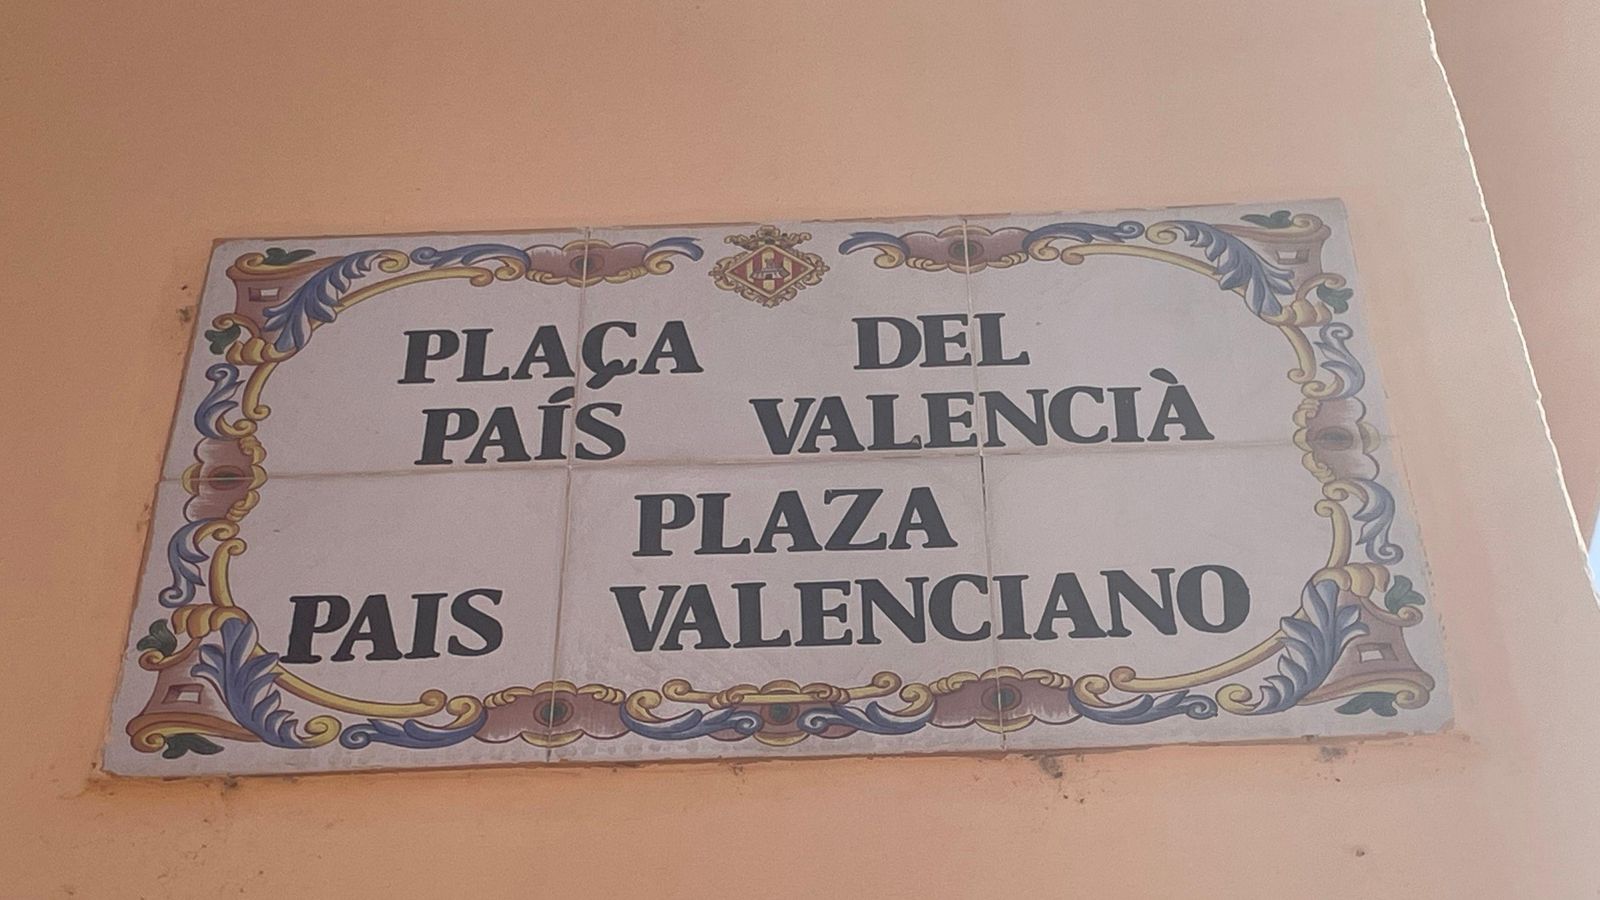 PLAÇA DEL
PAÍS VALENCIÀ
PLAZA
PAIS VALENCIANO